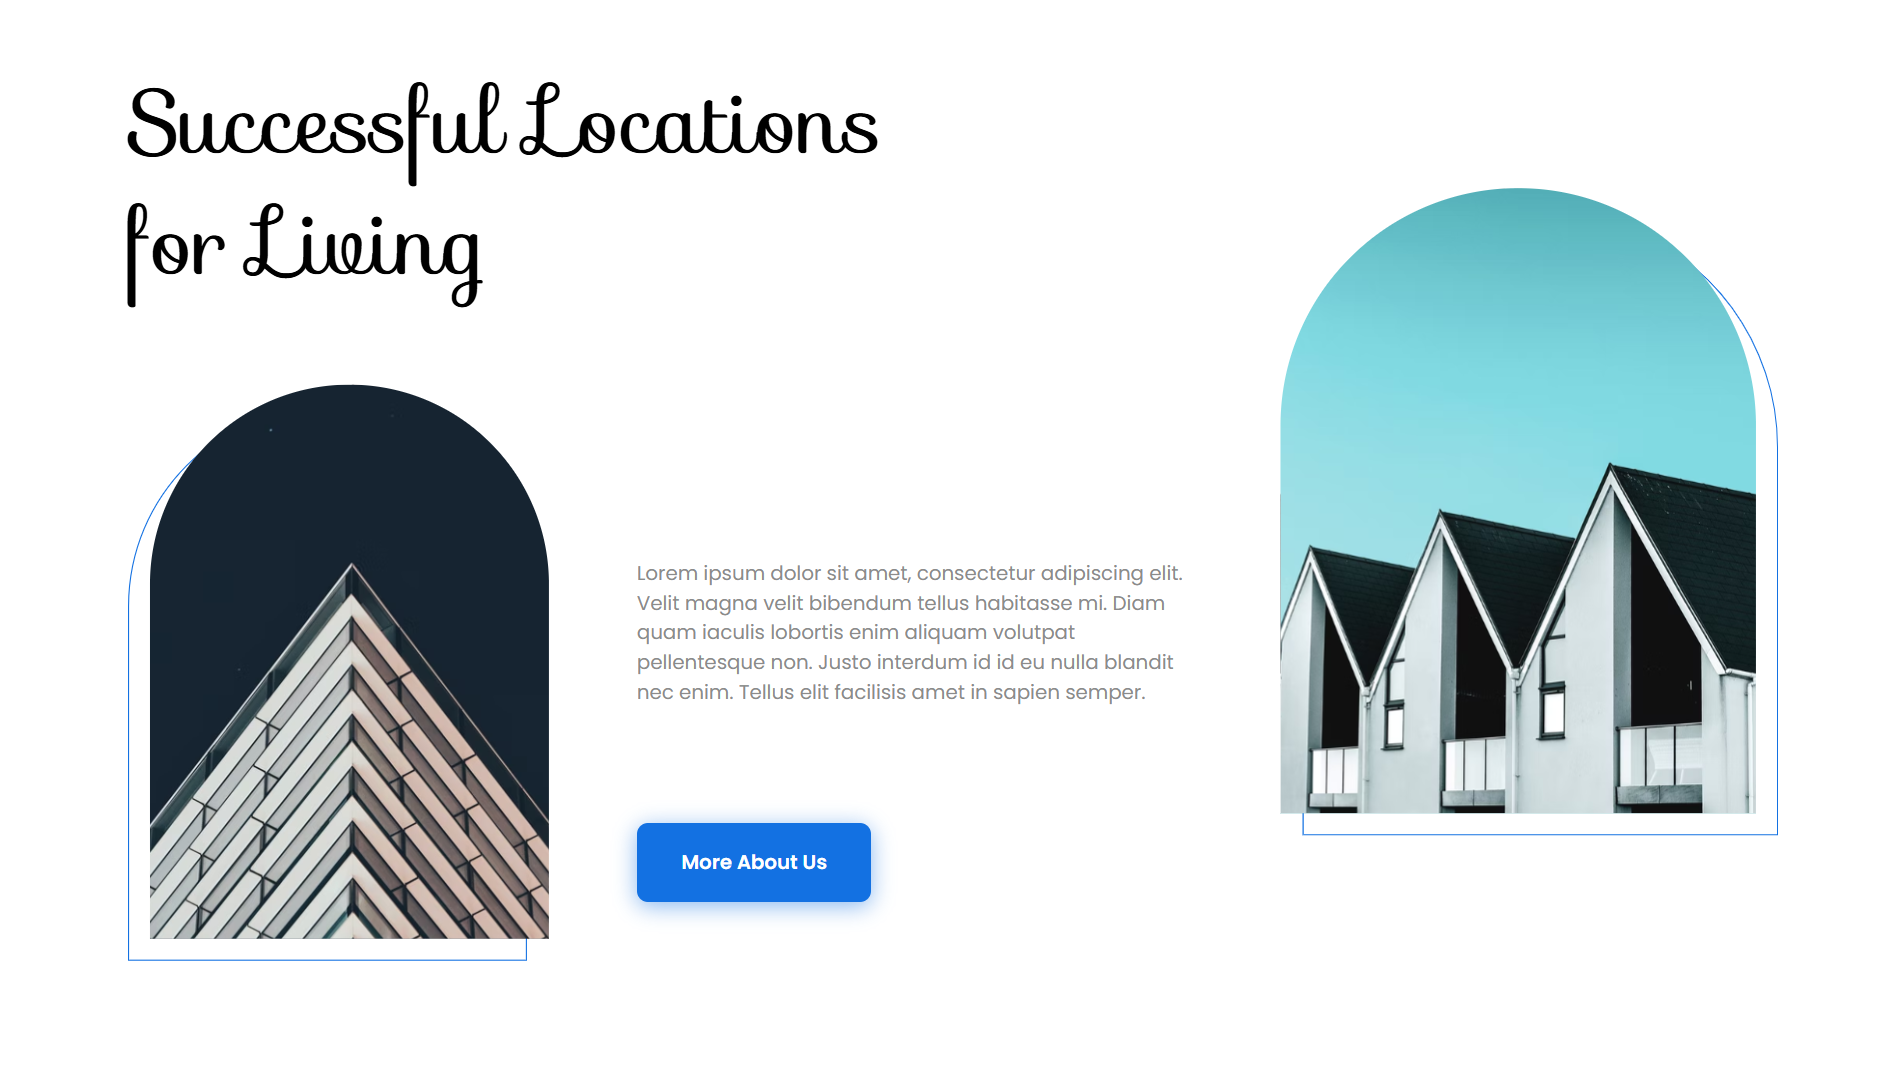 Successful Locations
for Living
Lorem ipsum dolor sit amet, consectetur adipiscing elit.
Velit magna velit bibendum tellus habitasse mi. Diam
quam iaculis lobortis enim aliquam volutpat
pellentesque non. Justo interdum id id eu nulla blandit
nec enim. Tellus elit facilisis amet in sapien semper.
More About Us